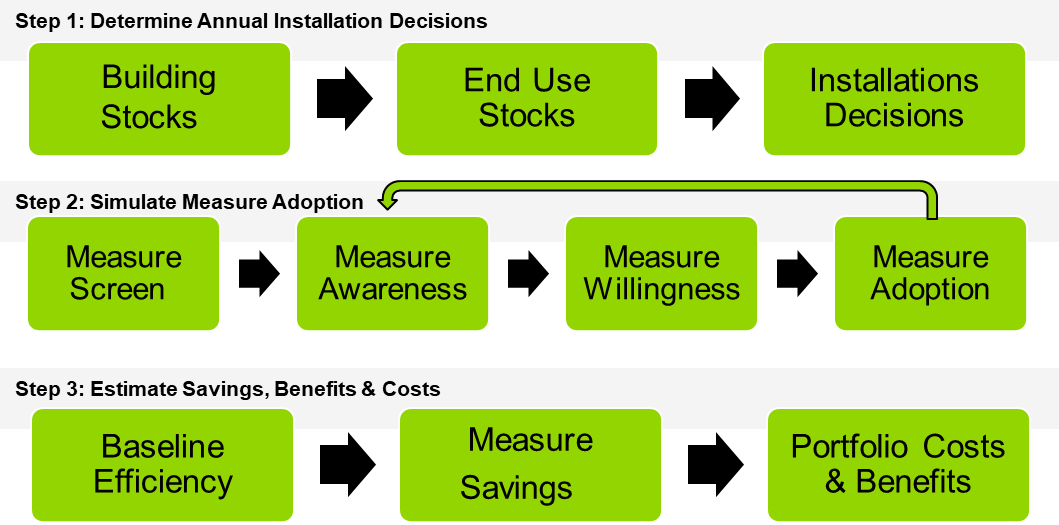 Step 1: Determine Annual Installation Decisions
Building
Stocks
End Use
Stocks
Installations
Decisions
Step 2: Simulate Measure Adoption
Measure
Screen
Measure
Awareness
Measure
Willingness
Measure
Adoption
Step 3: Estimate Savings, Benefits & Costs
Baseline
Efficiency
Measure
Savings
Portfolio Costs
& Benefits